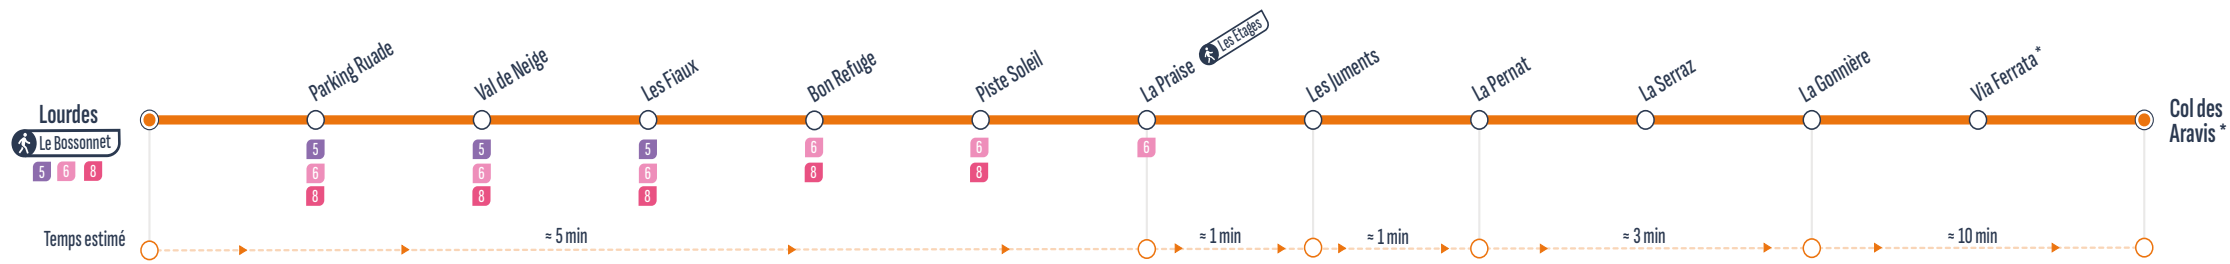 Lourdes
Le Bossonnet
5 6 8
Parking Ruade
5
6
8
Val de Neige
5
6
8
Les Fiaux
5
6
8
Bon Refuge
6
8
Piste Soleil
6
8
La Praise
Les Etages
6
Les Juments
La Pernat
La Serraz
La Gonnière
Via Ferrata *
Col des
Aravis *
Temps estimé
≈ 5 min
≈ 1 min
≈ 1 min
≈ 3 min
≈ 10 min